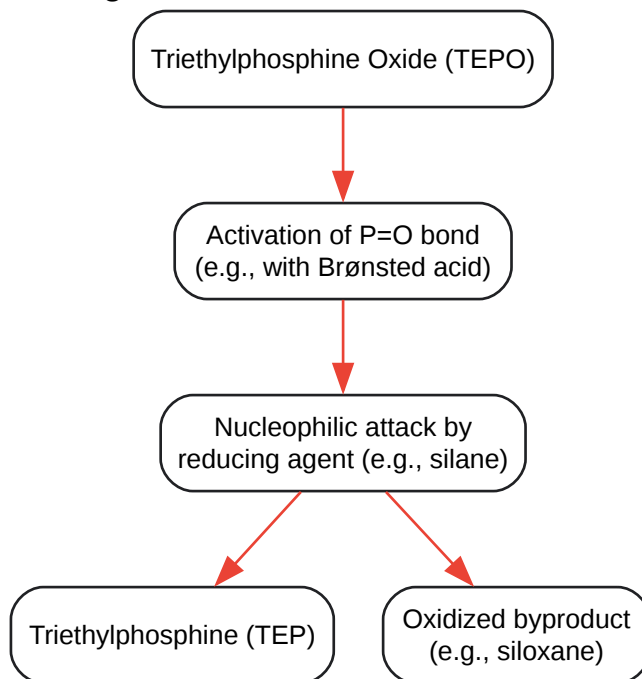 Triethylphosphine Oxide (TEPO)
Activation of P=O bond
(e.g., with Brønsted acid)
Nucleophilic attack by
reducing agent (e.g., silane)
Triethylphosphine (TEP)
Oxidized byproduct
(e.g., siloxane)